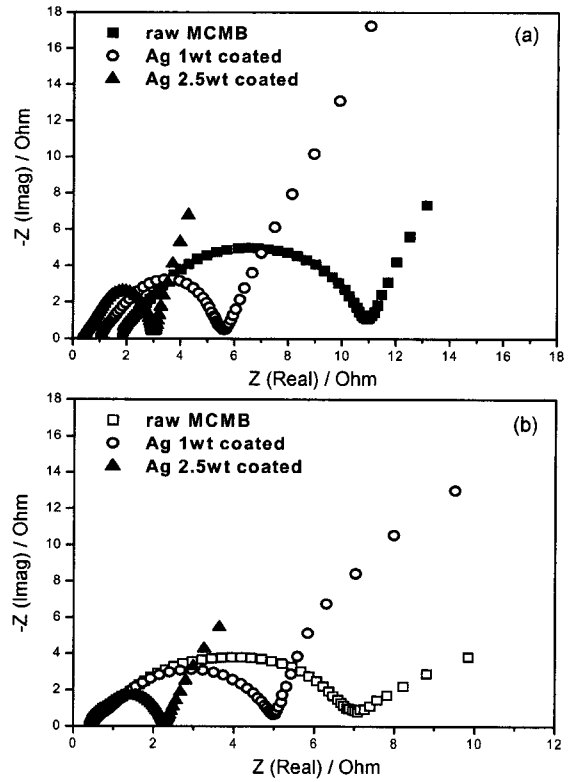 (a)
raw MCMB
Ag 1wt coated
Ag 2.5wt coated
-Z (Imag) / Ohm
18
16
14
12
10
8
6
4
2
0
0 2 4 6 8 10 12 14 16 18
Z (Real) / Ohm
(b)
raw MCMB
Ag 1wt coated
Ag 2.5wt coated
-Z (Imag) / Ohm
18
16
14
12
10
8
6
4
2
0
0 2 4 6 8 10 12
Z (Real) / Ohm